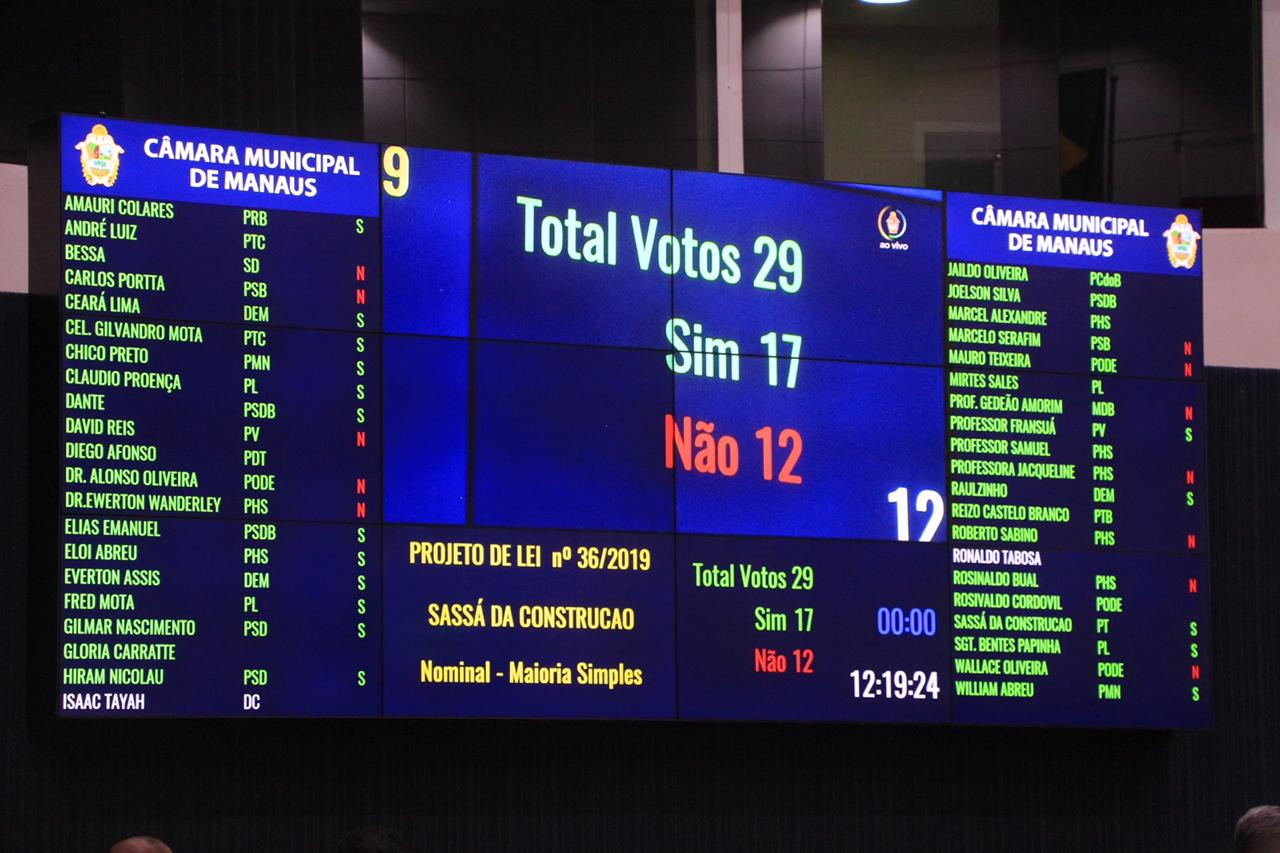 CÂMARA MUNICIPAL
DE MANAUS
AMAURI COLARES PRB S
ANDRÉ LUIZ PTC
BESSA SD N
CARLOS PORTTA PSB N
CEARÁ LIMA DEM S
CEL. GILVANDRO MOTA PTC S
CHICO PRETO PMN S
CLAUDIO PROENÇA PL S
DANTE PSDB S
DAVID REIS PV N
DIEGO AFONSO PDT
DR. ALONSO OLIVEIRA PODE N
DR.EWERTON WANDERLEY PHS N
ELIAS EMANUEL PSDB S
ELOI ABREU PHS S
EVERTON ASSIS DEM S
FRED MOTA PL S
GILMAR NASCIMENTO PSD S
GLORIA CARRATTE
HIRAM NICOLAU PSD S
ISAAC TAYAH DC
9
Total Votos 29
Sim 17
Não 12
ao vivo
12
PROJETO DE LEI nº 36/2019
SASSÁ DA CONSTRUCAO
Nominal - Maioria Simples
Total Votos 29
Sim 17
Não 12
00:00
12:19:24
CÂMARA MUNICIPAL
DE MANAUS
JAILDO OLIVEIRA PCdoB
JOELSON SILVA PSDB
MARCEL ALEXANDRE PHS
MARCELO SERAFIM PSB N
MAURO TEIXEIRA PODE N
MIRTES SALES PL
PROF. GEDEÃO AMORIM MDB N
PROFESSOR FRANSUÁ PV S
PROFESSOR SAMUEL PHS
PROFESSORA JACQUELINE PHS N
RAULZINHO DEM S
REIZO CASTELO BRANCO PTB
ROBERTO SABINO PHS N
RONALDO TABOSA
ROSINALDO BUAL PHS N
ROSIVALDO CORDOVIL PODE
SASSÁ DA CONSTRUCAO PT S
SGT. BENTES PAPINHA PL S
WALLACE OLIVEIRA PODE N
WILLIAM ABREU PMN S